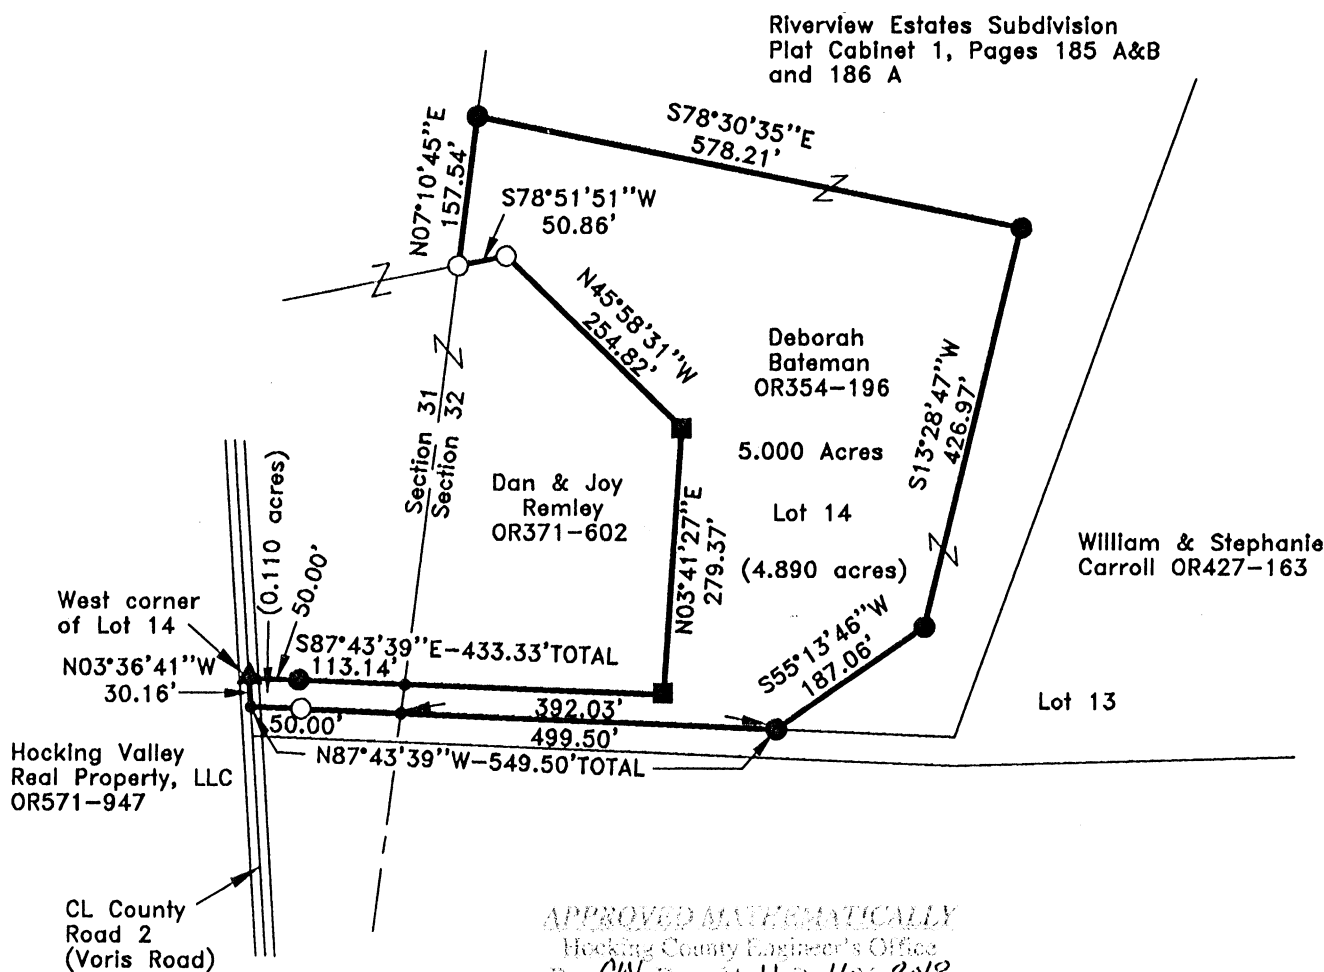 Riverview Estates Subdivision
Plat Cabinet 1, Pages 185 A&B
and 186 A
S78°30'35''E
578.21'
N07°10'45''E
157.54'
S78°51'51''W
50.86'
N45°58'31''W
254.82'
Deborah
Bateman
OR354-196
5.000 Acres
Lot 14
(4.890 acres)
S13°28'47''W
426.97'
Section 31
Section 32
Dan & Joy
Remley
OR371-602
N03°41'27''E
279.37'
William & Stephanie
Carroll OR427-163
(0.110 acres)
50.00'
West corner
of Lot 14
S87°43'39''E-433.33'TOTAL
113.14'
N03°36'41''W
30.16'
S55°13'46''W
187.06'
Lot 13
50.00'
392.03'
499.50'
N87°43'39''W-549.50'TOTAL
Hocking Valley
Real Property, LLC
OR571-947
CL County
Road 2
(Voris Road)
APPROVED MATHEMATICALLY
Hocking County Engineer's Office